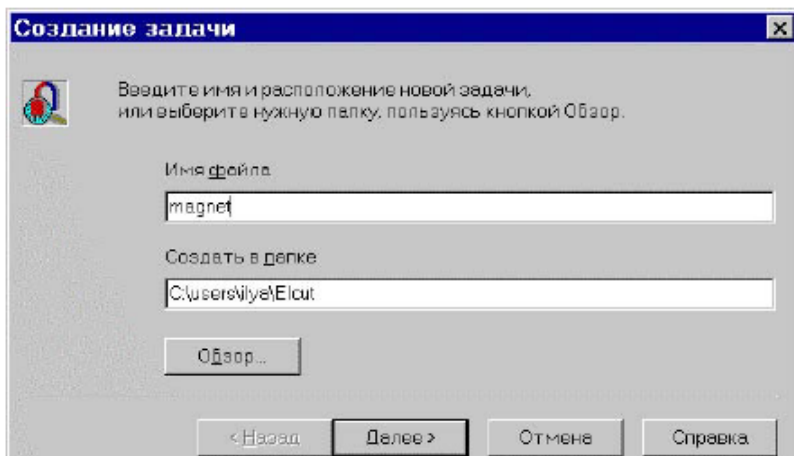 Создание задачи
Введите имя и расположение новой задачи,
или выберите нужную папку, пользуясь кнопкой Обзор.
Имя файла
magnet
Создать в папке
C:\users\ilya\Elcut
Обзор...
< Назад Далее > Отмена Справка